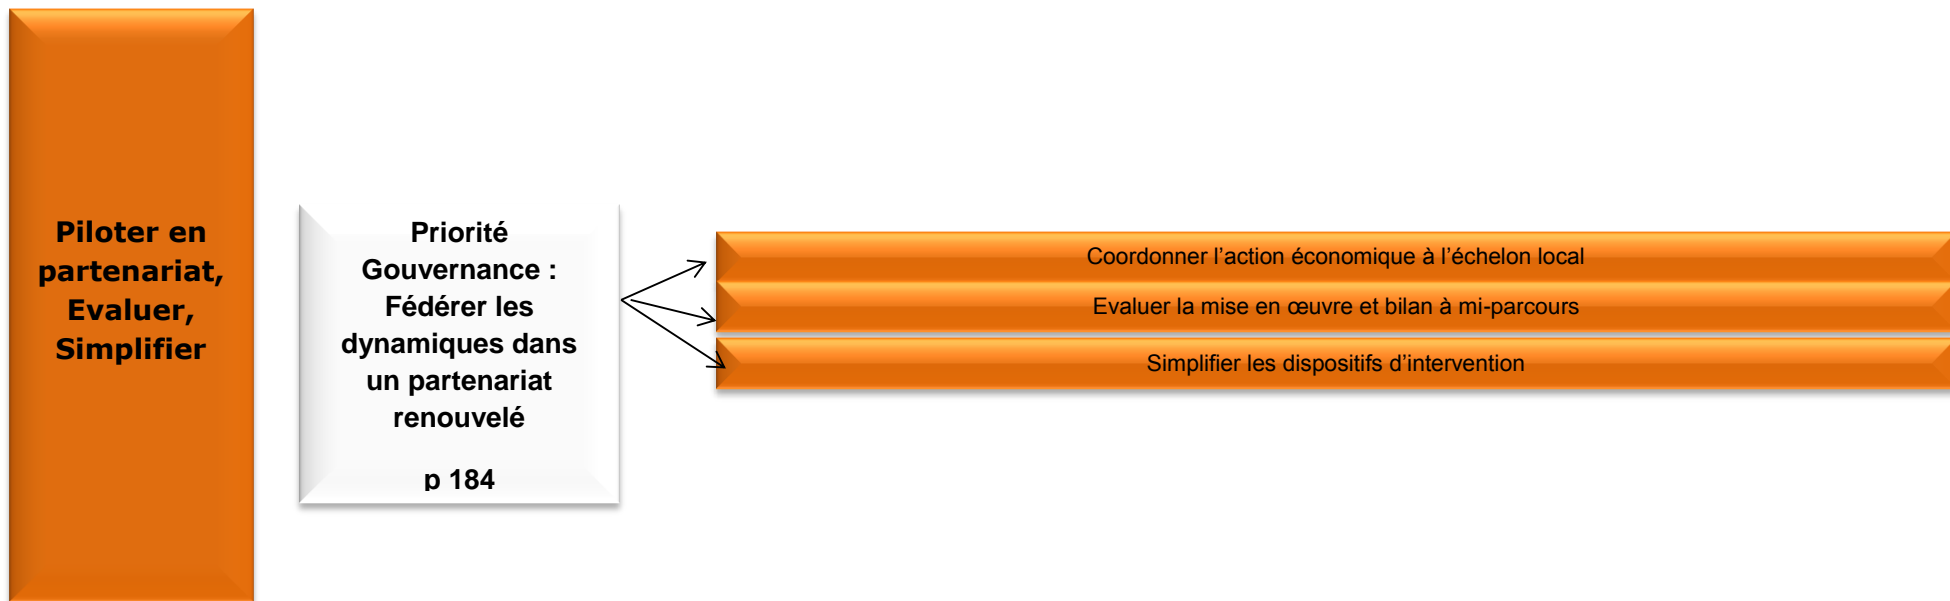 Piloter en
partenariat,
Evaluer,
Simplifier
Priorité
Gouvernance :
Fédérer les
dynamiques dans
un partenariat
renouvelé
p 184
Coordonner l’action économique à l’échelon local
Evaluer la mise en œuvre et bilan à mi-parcours
Simplifier les dispositifs d’intervention